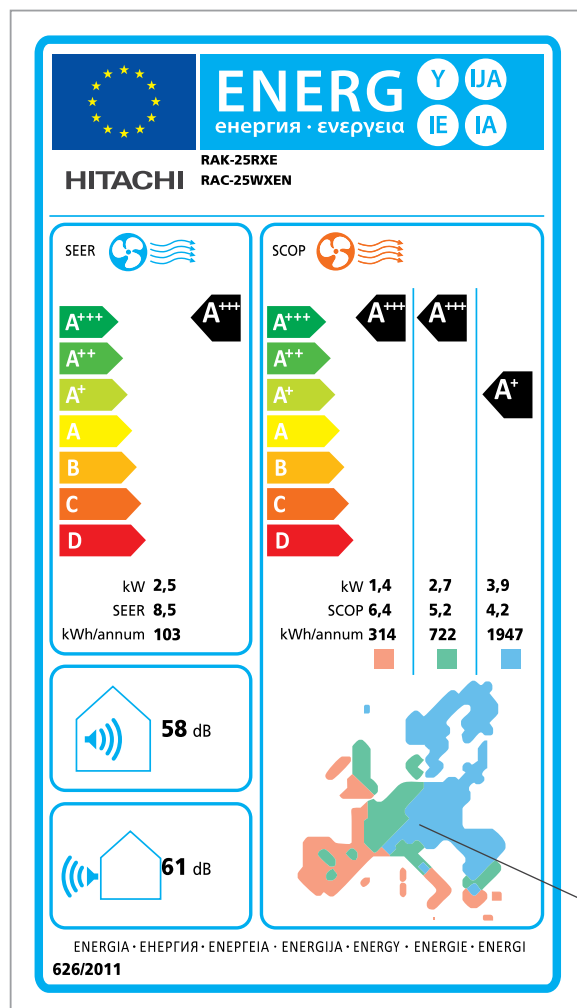 ENERG
енергия · ενεργεια
Y IJA
IE IA
HITACHI
RAK-25RXE
RAC-25WXEN
SEER
A+++
A+++
A++
A+
A
B
C
D
kW 2,5
SEER 8,5
kWh/annum 103
SCOP
A+++ A+++
A+++
A++
A+
A+
A
B
C
D
kW 1,4 2,7 3,9
SCOP 6,4 5,2 4,2
kWh/annum 314 722 1947
58 dB
61 dB
ENERGIA · ЕНЕРГИЯ · ΕΝΕΡΓΕΙΑ · ENERGIJA · ENERGY · ENERGIE · ENERGI
626/2011